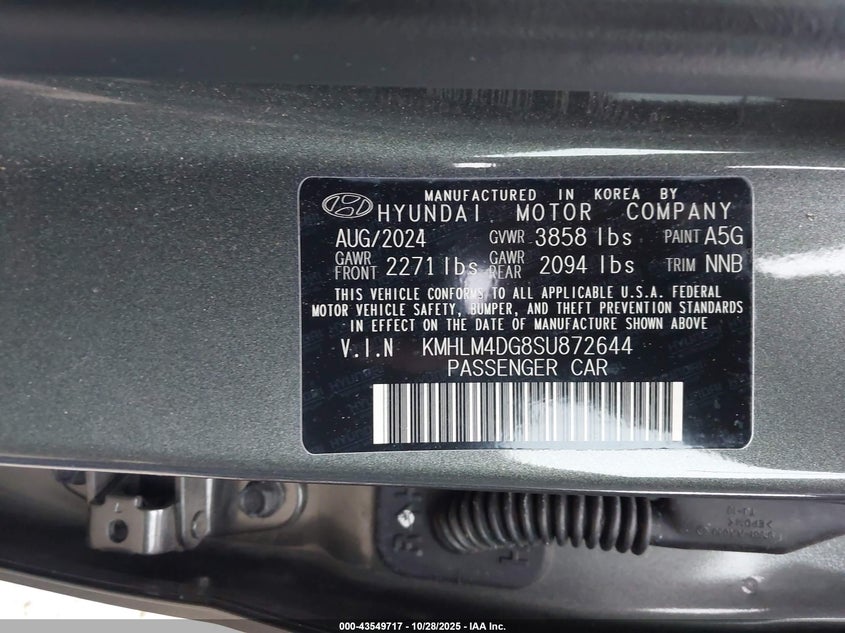 MANUFACTURED IN KOREA BY
HYUNDAI MOTOR COMPANY
AUG/2024 GVWR 3858 lbs PAINT A5G
GAWR FRONT 2271 lbs GAWR REAR 2094 lbs TRIM NNB
THIS VEHICLE CONFORMS TO ALL APPLICABLE U.S.A. FEDERAL
MOTOR VEHICLE SAFETY, BUMPER, AND THEFT PREVENTION STANDARDS
IN EFFECT ON THE DATE OF MANUFACTURE SHOWN ABOVE
V.I.N KMHLM4DG8SU872644
PASSENGER CAR
>EPDM<
000-43549717 - 10/28/2025 - IAA Inc.